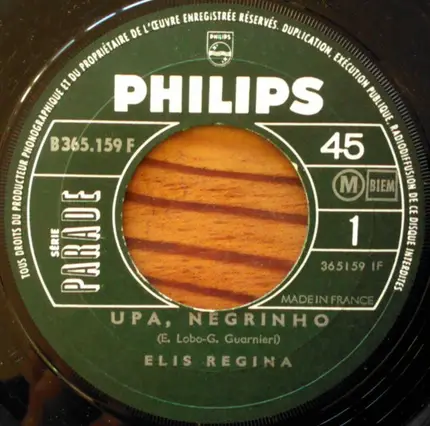 TOUS DROITS DU PRODUCTEUR PHONOGRAPHIQUE ET DU PROPRIÉTAIRE DE L'ŒUVRE ENREGISTRÉE RÉSERVÉS. DUPLICATION, EXÉCUTION PUBLIQUE, RADIODIFFUSION DE CE DISQUE INTERDITES
PHILIPS
PHILIPS
B 365.159 F
45
M BIEM
SÉRIE
PARADE
1
365159 1F
MADE IN FRANCE
UPA, NEGRINHO
(E. Lobo-G. Guarnieri)
ELIS REGINA